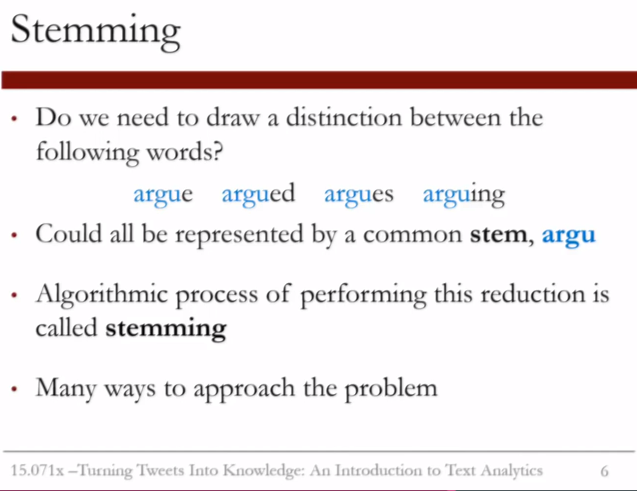 Stemming
• Do we need to draw a distinction between the
following words?
argue argued argues arguing
• Could all be represented by a common stem, argu
• Algorithmic process of performing this reduction is
called stemming
• Many ways to approach the problem
15.071x –Turning Tweets Into Knowledge: An Introduction to Text Analytics 6